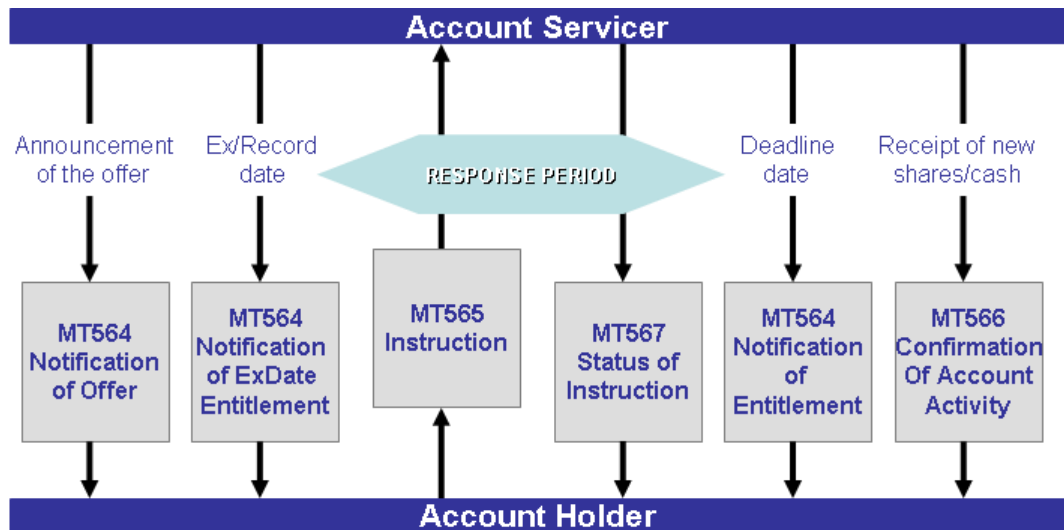 Account Servicer
Announcement
of the offer
Ex/Record
date
RESPONSE PERIOD
Deadline
date
Receipt of new
shares/cash
MT564
Notification
of Offer
MT564
Notification
of ExDate
Entitlement
MT565
Instruction
MT567
Status of
Instruction
MT564
Notification
of
Entitlement
MT566
Confirmation
Of Account
Activity
Account Holder